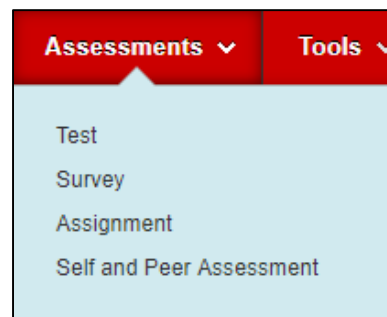 Assessments Tools
Test
Survey
Assignment
Self and Peer Assessment